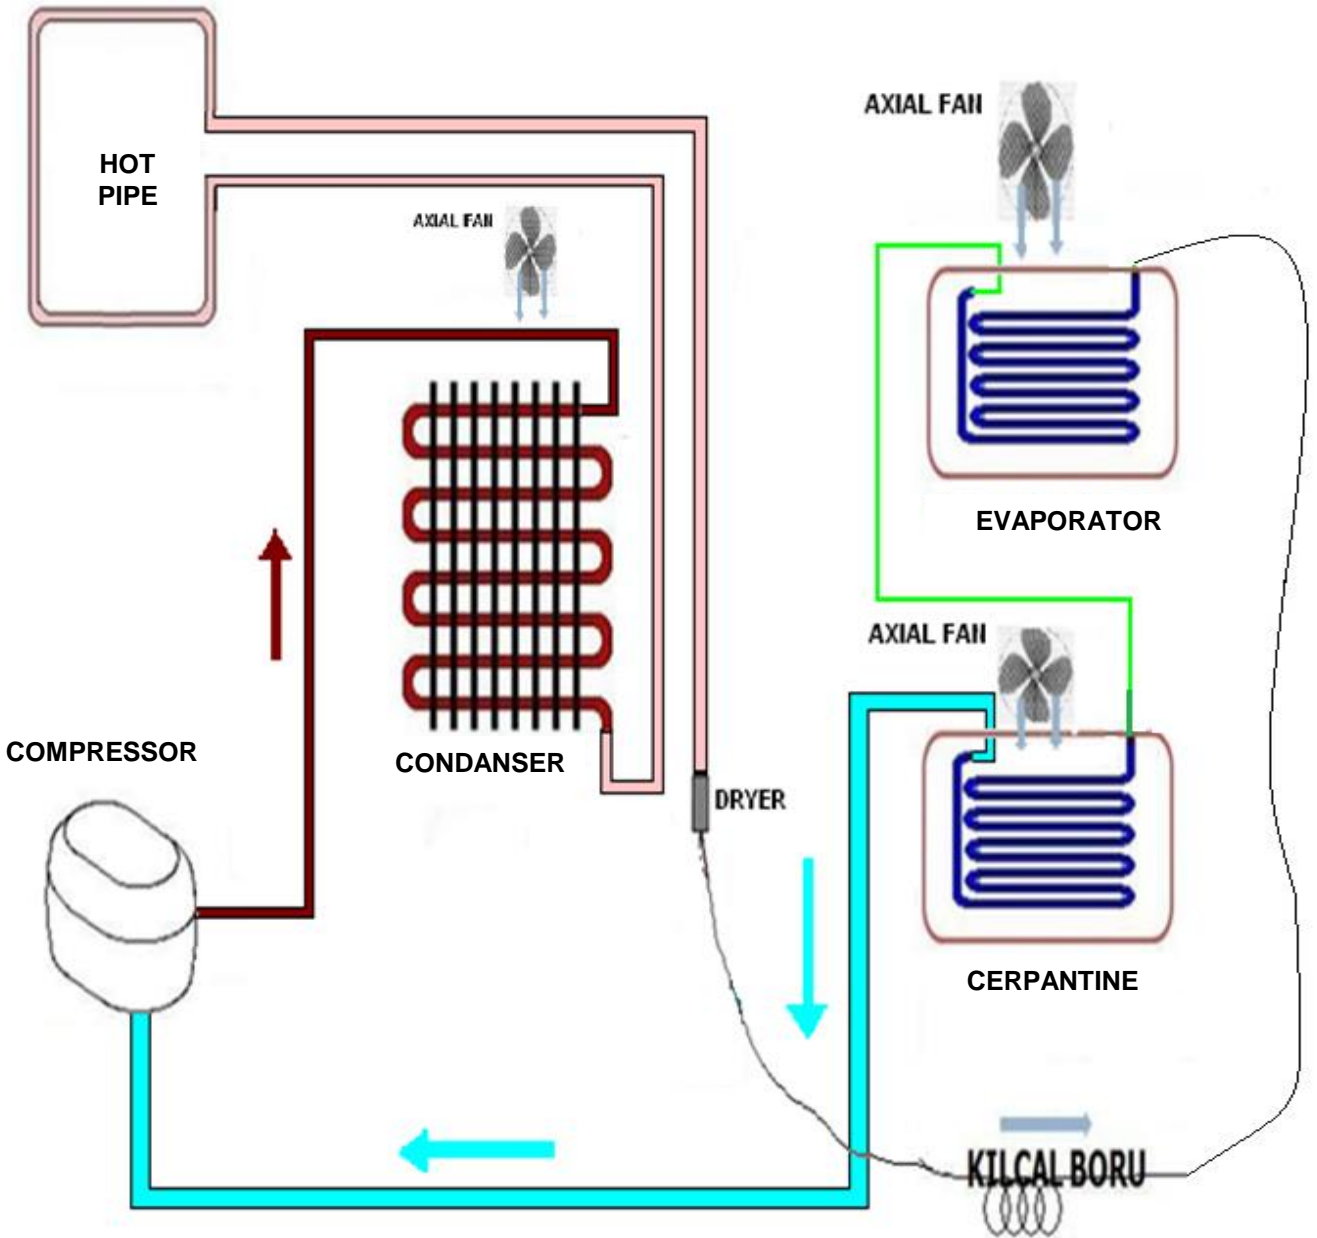 HOT
PIPE
AXIAL FAN
AXIAL FAN
EVAPORATOR
AXIAL FAN
COMPRESSOR
CONDANSER
DRYER
CERPANTINE
KILCAL BORU